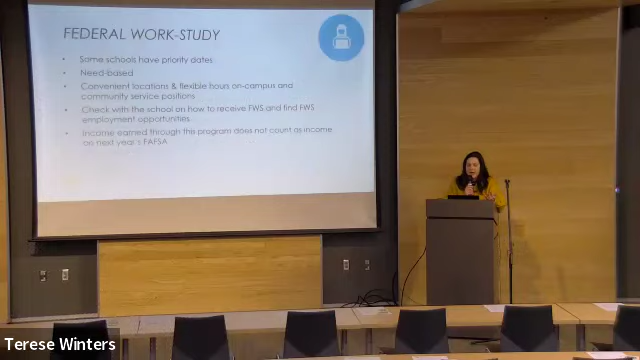 FEDERAL WORK-STUDY
• Some schools have priority dates
• Need-based
• Convenient locations & flexible hours on-campus and
community service positions
• Check with the school on how to receive FWS and find FWS
employment opportunities
• Income earned through this program does not count as income
on next year's FAFSA
Terese Winters